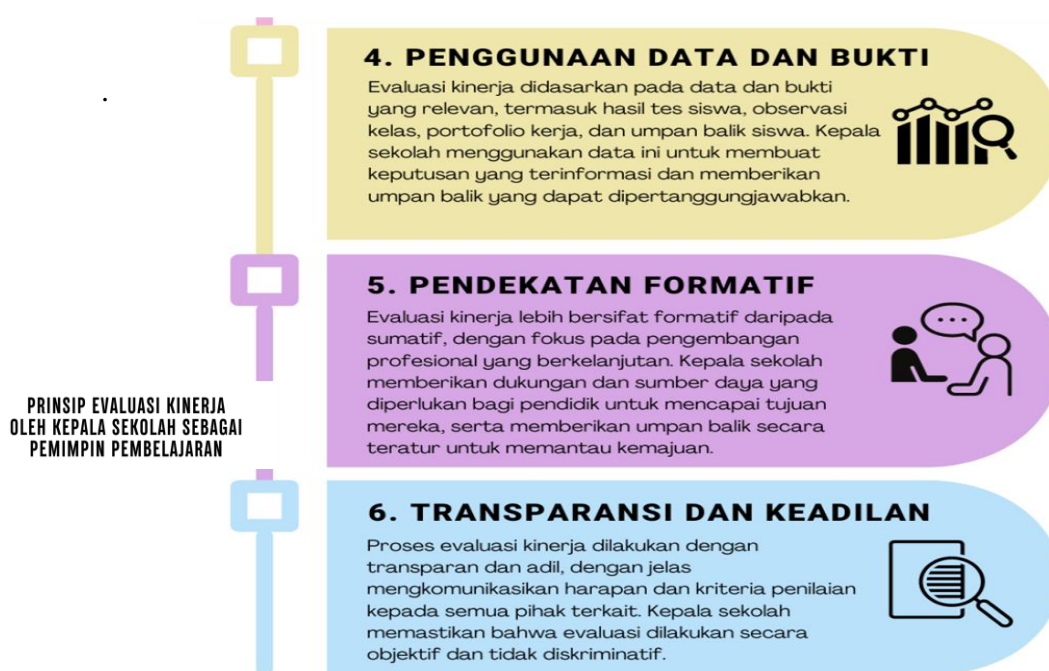 4. PENGGUNAAN DATA DAN BUKTI
Evaluasi kinerja didasarkan pada data dan bukti
yang relevan, termasuk hasil tes siswa, observasi
kelas, portofolio kerja, dan umpan balik siswa. Kepala
sekolah menggunakan data ini untuk membuat
keputusan yang terinformasi dan memberikan
umpan balik yang dapat dipertanggungjawabkan.
5. PENDEKATAN FORMATIF
Evaluasi kinerja lebih bersifat formatif daripada
sumatif, dengan fokus pada pengembangan
profesional yang berkelanjutan. Kepala sekolah
memberikan dukungan dan sumber daya yang
diperlukan bagi pendidik untuk mencapai tujuan
mereka, serta memberikan umpan balik secara
teratur untuk memantau kemajuan.
PRINSIP EVALUASI KINERJA
OLEH KEPALA SEKOLAH SEBAGAI
PEMIMPIN PEMBELAJARAN
6. TRANSPARANSI DAN KEADILAN
Proses evaluasi kinerja dilakukan dengan
transparan dan adil, dengan jelas
mengkomunikasikan harapan dan kriteria penilaian
kepada semua pihak terkait. Kepala sekolah
memastikan bahwa evaluasi dilakukan secara
objektif dan tidak diskriminatif.